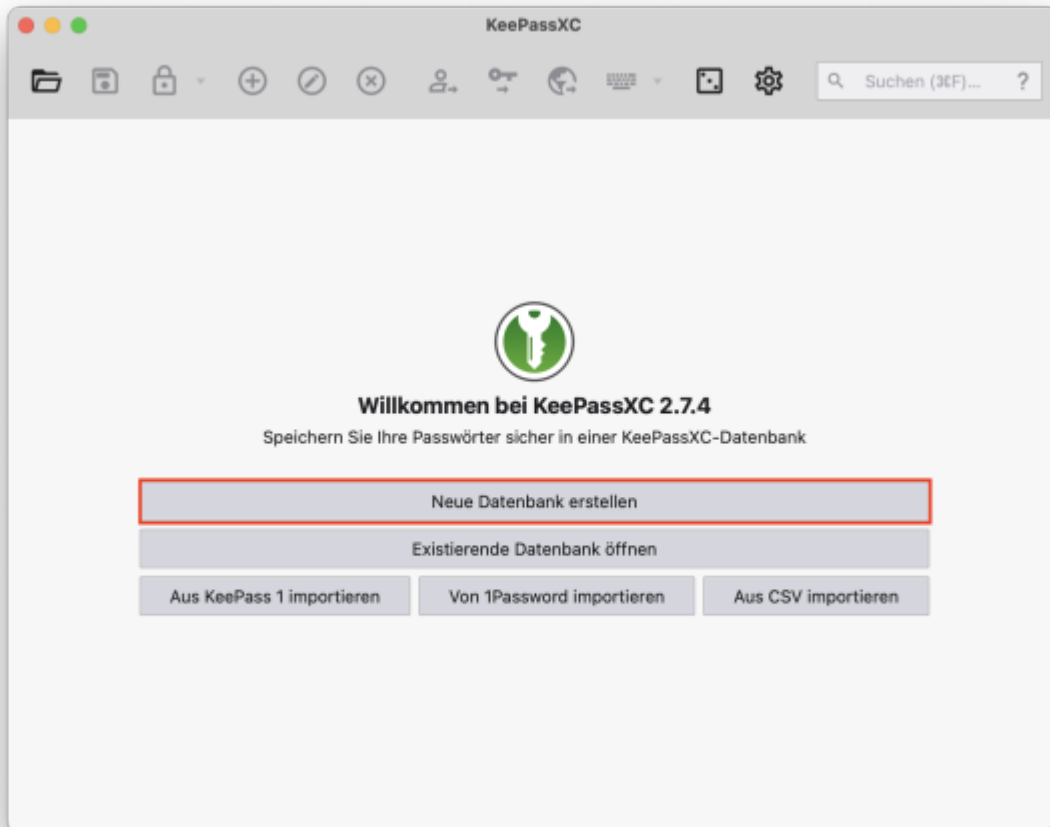 KeePassXC
Suchen (⌘F)... ?
Willkommen bei KeePassXC 2.7.4
Speichern Sie Ihre Passwörter sicher in einer KeePassXC-Datenbank
Neue Datenbank erstellen
Existierende Datenbank öffnen
Aus KeePass 1 importieren Von 1Password importieren Aus CSV importieren